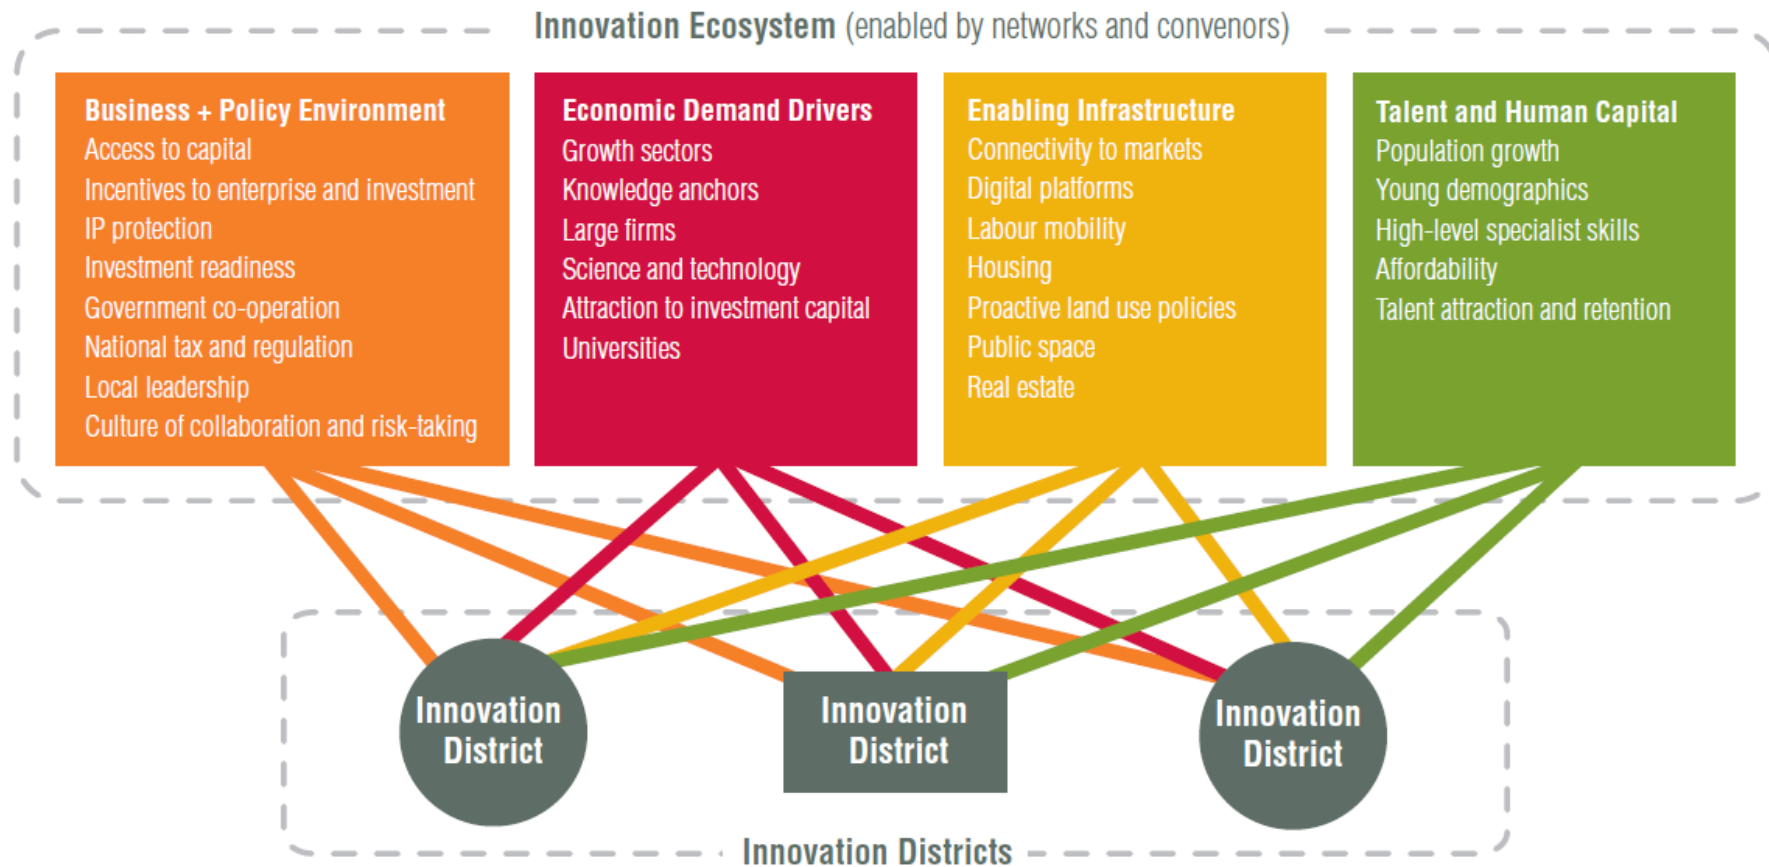 Innovation Ecosystem (enabled by networks and convenors)
Business + Policy Environment
Access to capital
Incentives to enterprise and investment
IP protection
Investment readiness
Government co-operation
National tax and regulation
Local leadership
Culture of collaboration and risk-taking
Economic Demand Drivers
Growth sectors
Knowledge anchors
Large firms
Science and technology
Attraction to investment capital
Universities
Enabling Infrastructure
Connectivity to markets
Digital platforms
Labour mobility
Housing
Proactive land use policies
Public space
Real estate
Talent and Human Capital
Population growth
Young demographics
High-level specialist skills
Affordability
Talent attraction and retention
Innovation
District
Innovation
District
Innovation
District
Innovation Districts